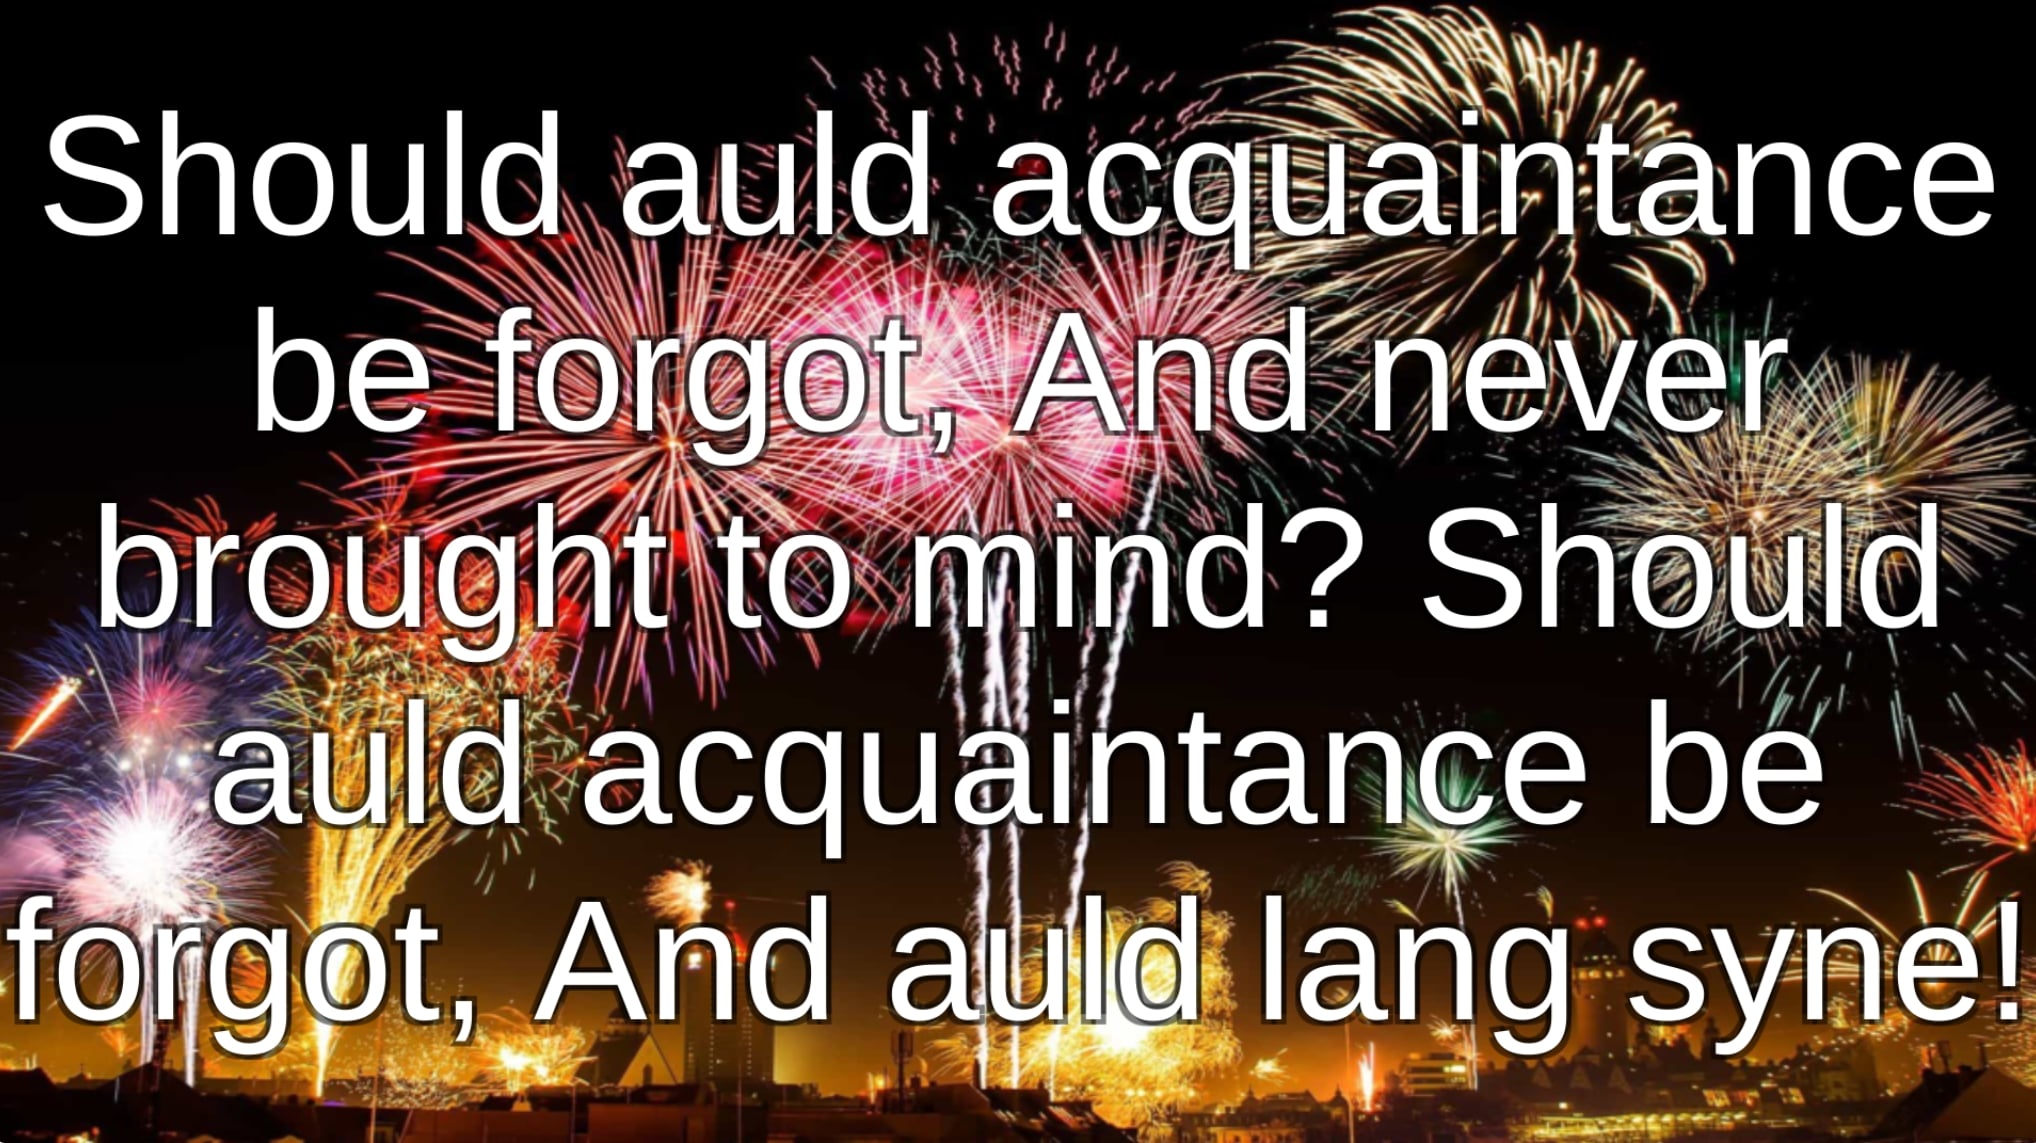 Should auld acquaintance
be forgot, And never
brought to mind? Should
auld acquaintance be
forgot, And auld lang syne!